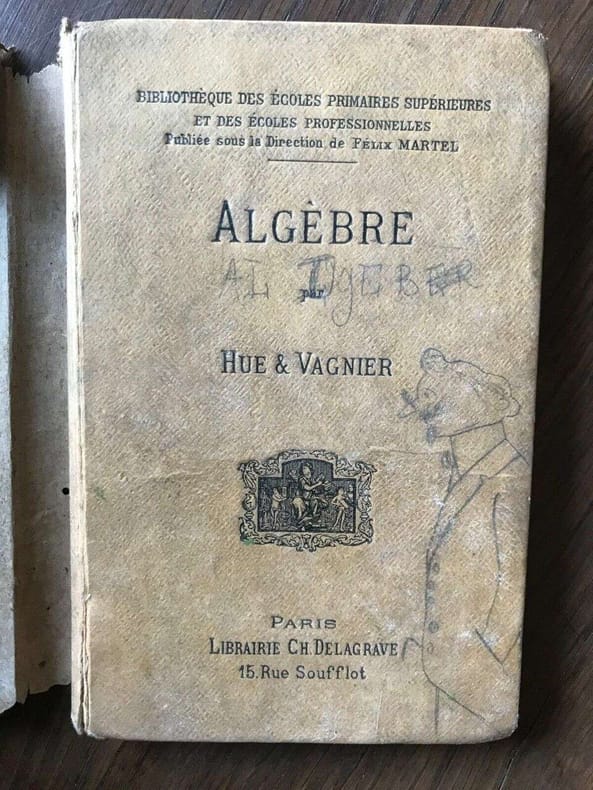 BIBLIOTHÈQUE DES ÉCOLES PRIMAIRES SUPÉRIEURES
ET DES ÉCOLES PROFESSIONNELLES
Publiée sous la Direction de FÉLIX MARTEL
ALGÈBRE
par
HUE & VAGNIER
PARIS
LIBRAIRIE CH. DELAGRAVE
15. Rue Soufflot